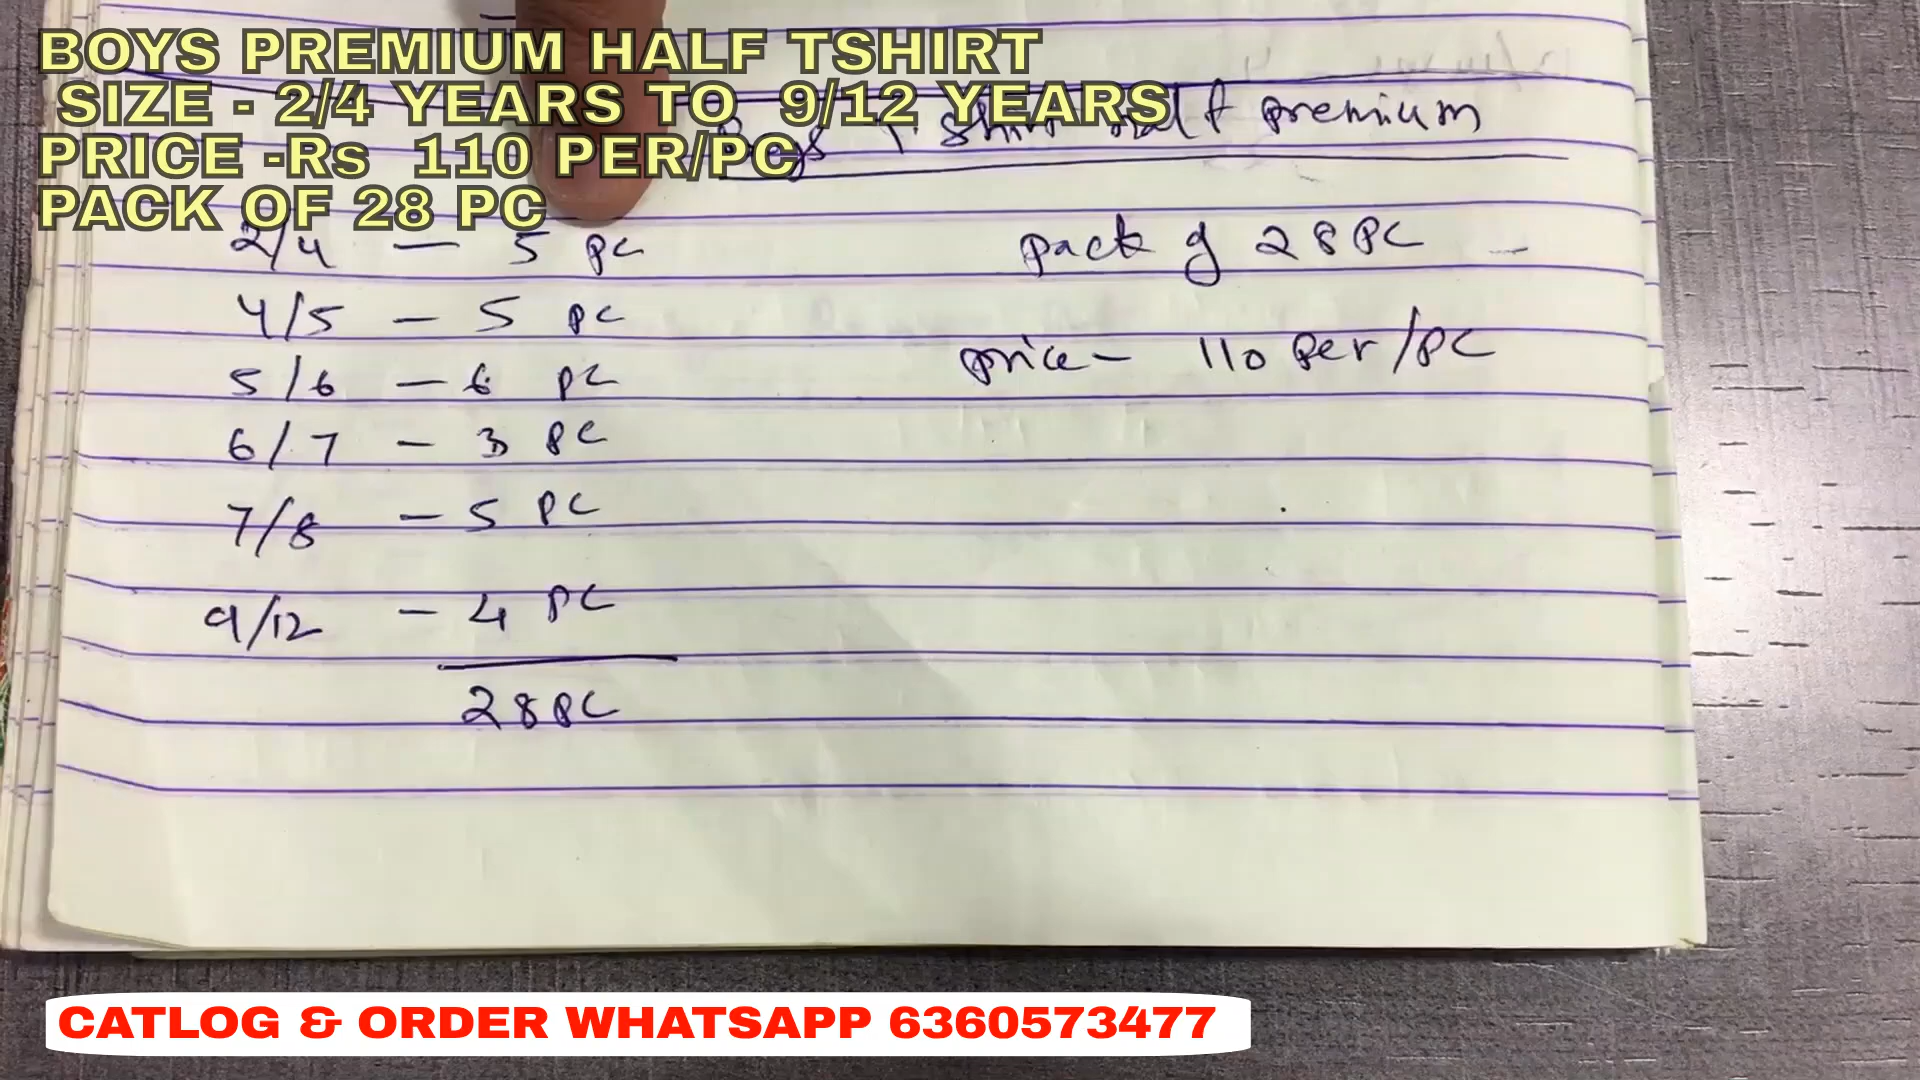 BOYS PREMIUM HALF TSHIRT
SIZE - 2/4 YEARS TO 9/12 YEARS
PRICE -Rs 110 PER/PC
PACK OF 28 PC
Boys T. Shirt Half premium
2/4 — 5 PC
pack of 28 PC
4/5 — 5 PC
price — 110 Per/PC
5/6 — 6 PC
6/7 — 3 PC
7/8 — 5 PC
9/12 — 4 PC
28 PC
CATLOG & ORDER WHATSAPP 6360573477